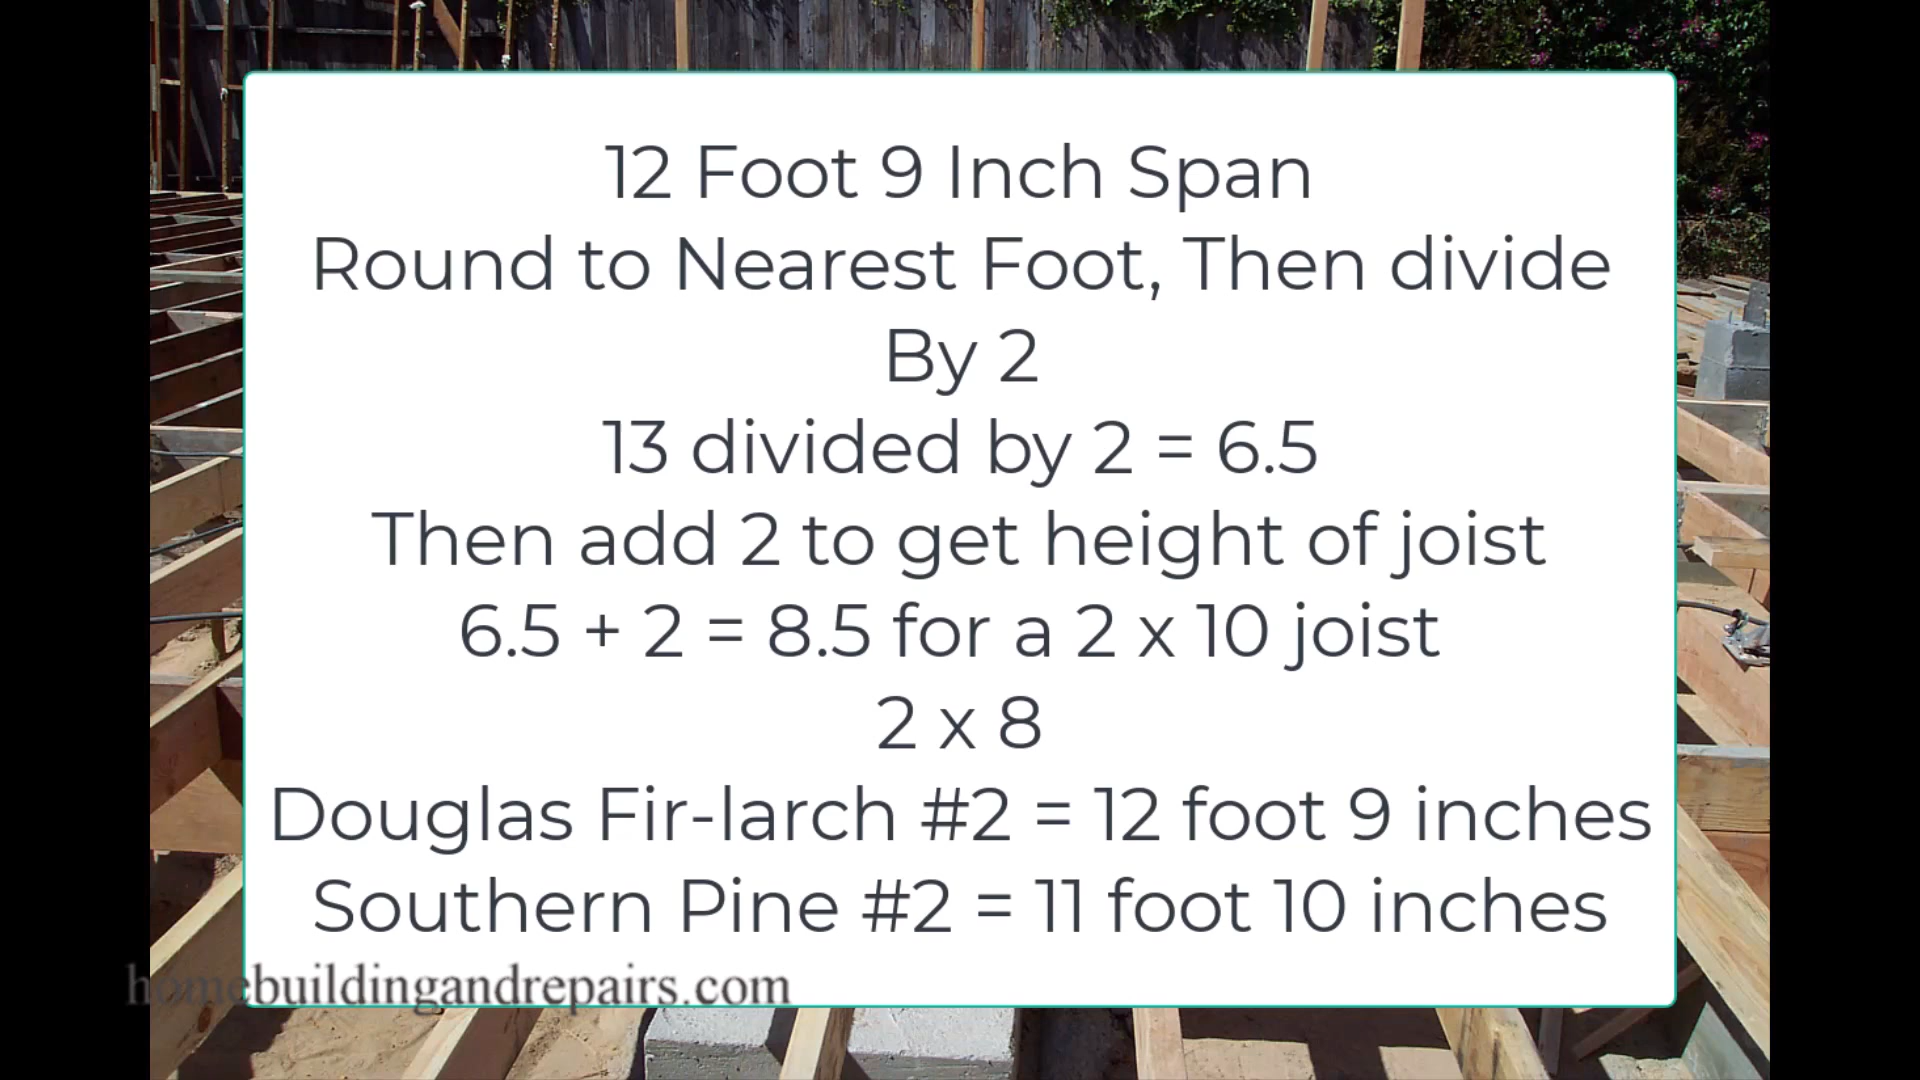 12 Foot 9 Inch Span
Round to Nearest Foot, Then divide
By 2
13 divided by 2 = 6.5
Then add 2 to get height of joist
6.5 + 2 = 8.5 for a 2 x 10 joist
2 x 8
Douglas Fir-larch #2 = 12 foot 9 inches
Southern Pine #2 = 11 foot 10 inches
homebuildingandrepairs.com